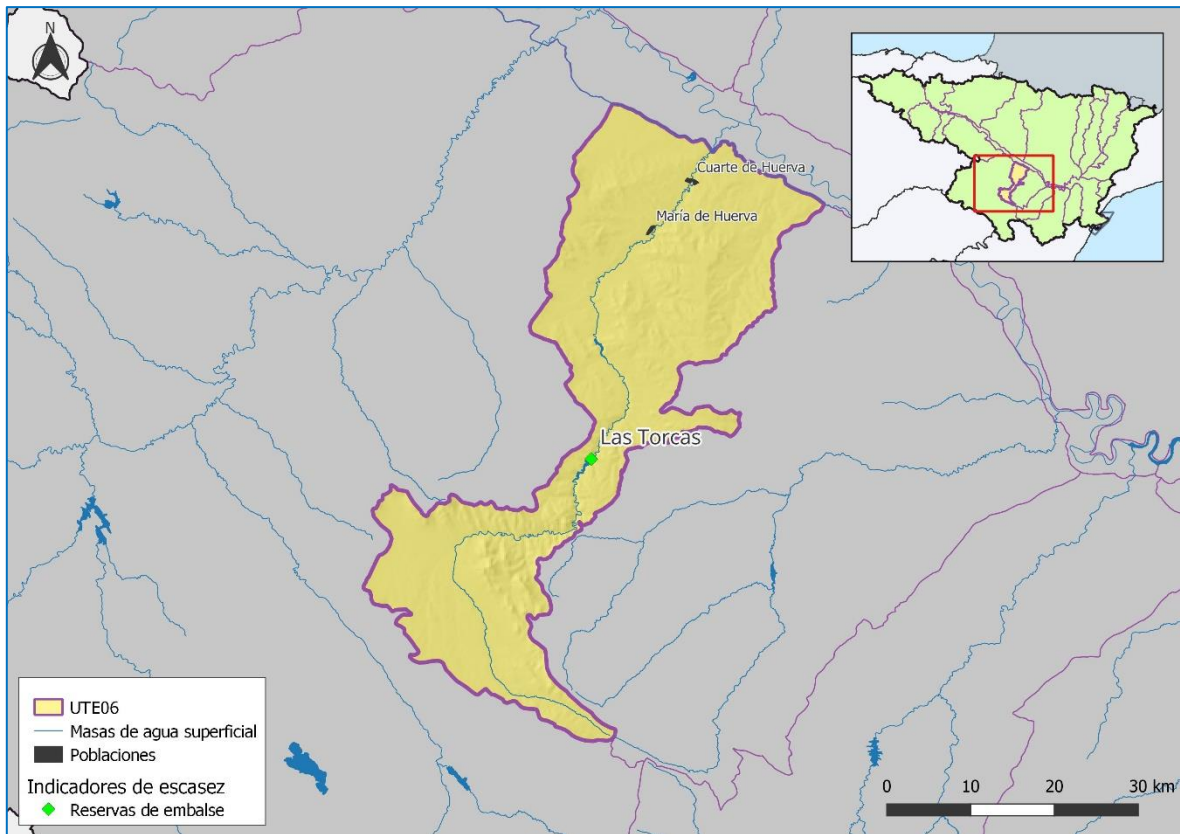 N
Cuarte de Huerva
María de Huerva
Las Torcas
UTE06
Masas de agua superficial
Poblaciones
Indicadores de escasez
Reservas de embalse
0 10 20 30 km